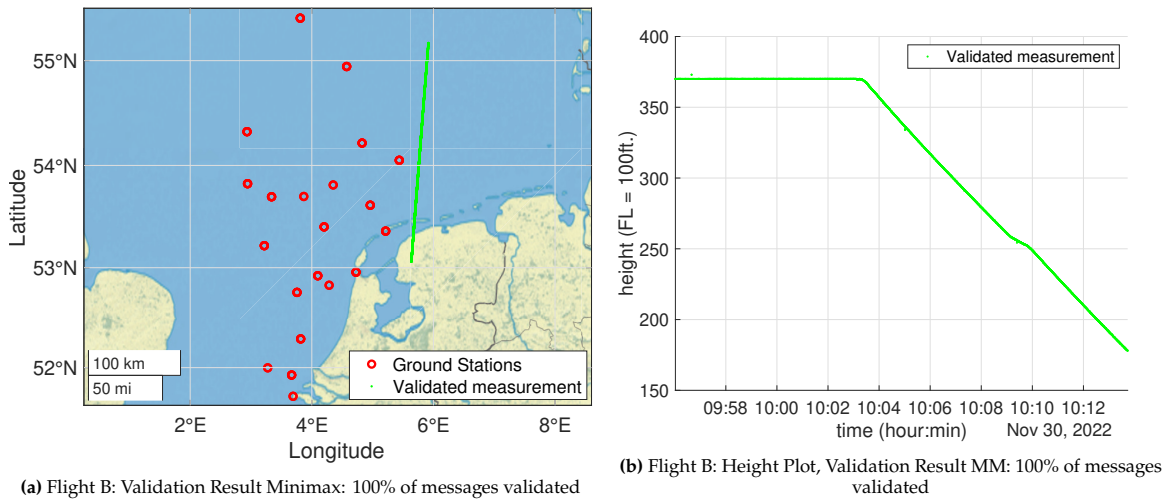 55°N
54°N
53°N
52°N
Latitude
100 km
50 mi
Ground Stations
Validated measurement
2°E 4°E 6°E 8°E
Longitude
(a) Flight B: Validation Result Minimax: 100% of messages validated
400
350
300
250
200
150
height (FL = 100ft.)
Validated measurement
09:58 10:00 10:02 10:04 10:06 10:08 10:10 10:12
time (hour:min)
Nov 30, 2022
(b) Flight B: Height Plot, Validation Result MM: 100% of messages
validated